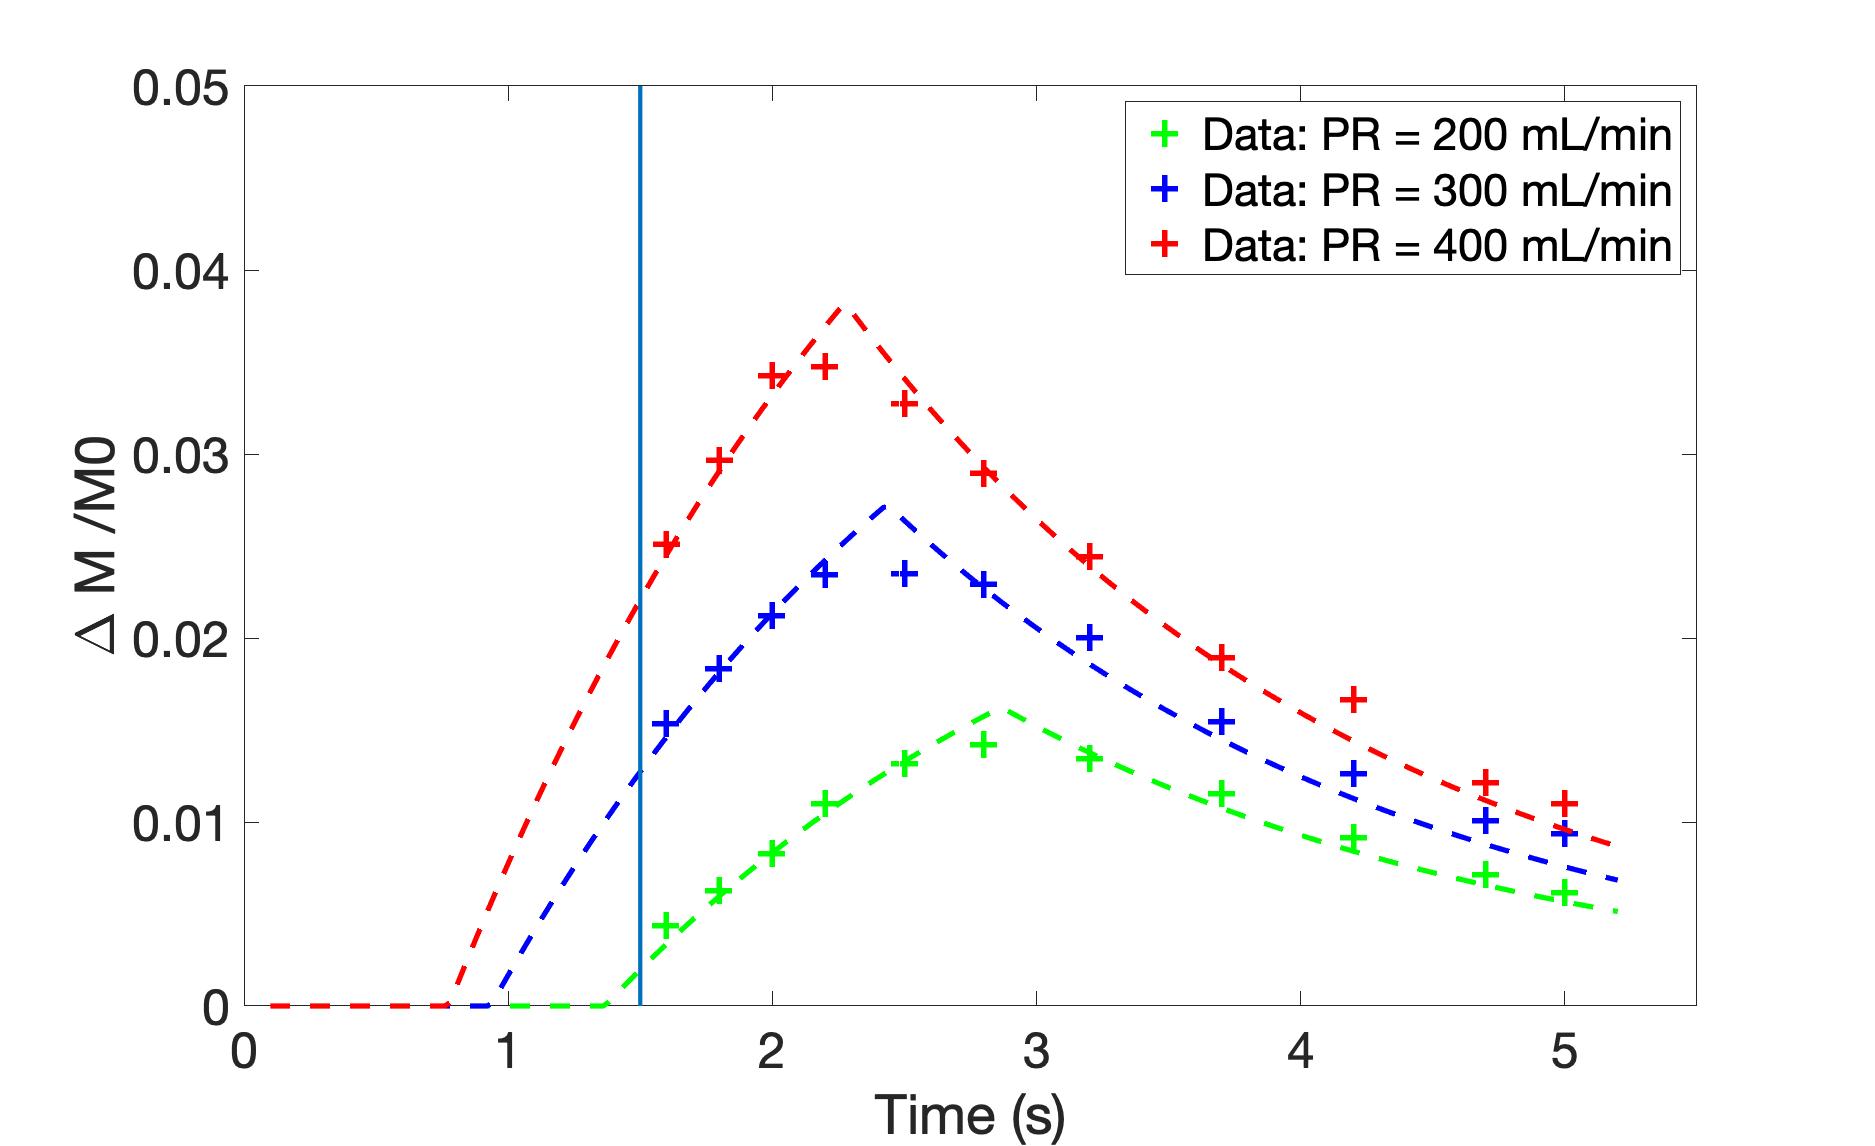 0.05
0.04
0.03
0.02
0.01
0
0 1 2 3 4 5
Time (s)
Δ M /M0
Data: PR = 200 mL/min
Data: PR = 300 mL/min
Data: PR = 400 mL/min